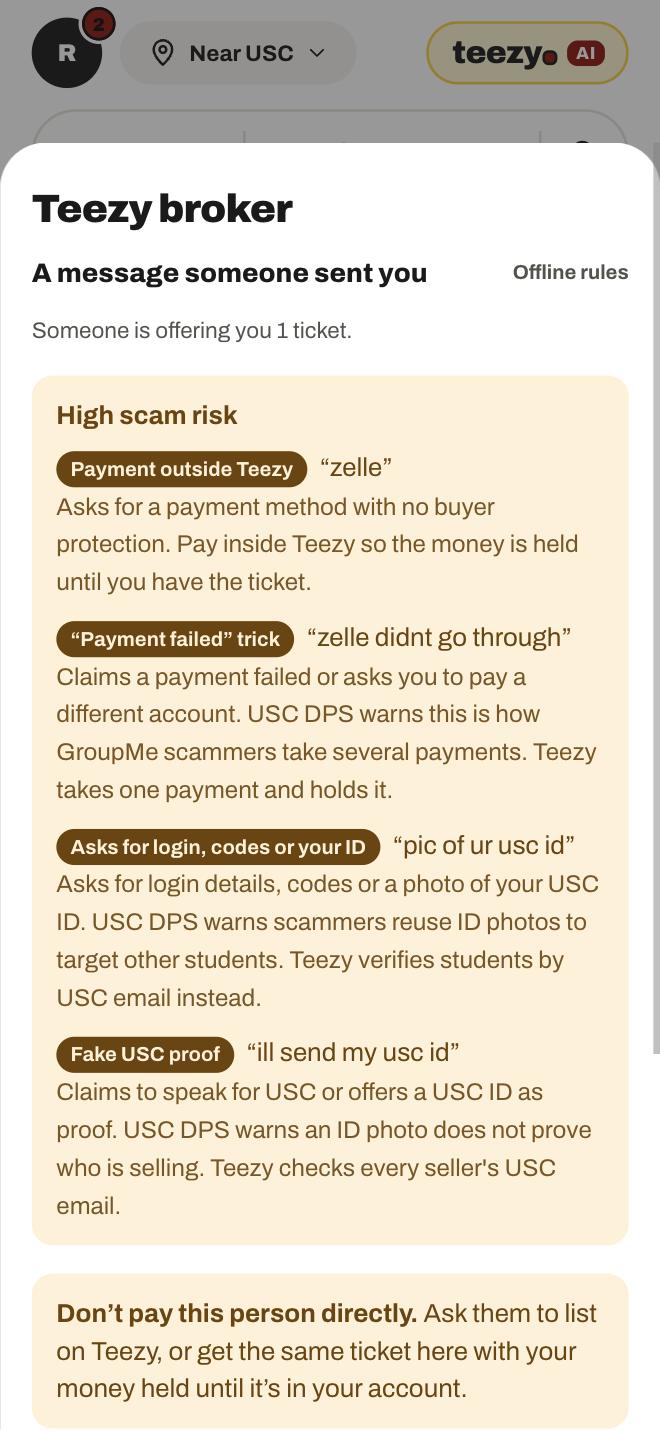 R
2
Near USC
teezy
AI
Teezy broker
A message someone sent you
Offline rules
Someone is offering you 1 ticket.
High scam risk
Payment outside Teezy “zelle”
Asks for a payment method with no buyer
protection. Pay inside Teezy so the money is held
until you have the ticket.
“Payment failed” trick “zelle didnt go through”
Claims a payment failed or asks you to pay a
different account. USC DPS warns this is how
GroupMe scammers take several payments. Teezy
takes one payment and holds it.
Asks for login, codes or your ID “pic of ur usc id”
Asks for login details, codes or a photo of your USC
ID. USC DPS warns scammers reuse ID photos to
target other students. Teezy verifies students by
USC email instead.
Fake USC proof “ill send my usc id”
Claims to speak for USC or offers a USC ID as
proof. USC DPS warns an ID photo does not prove
who is selling. Teezy checks every seller's USC
email.
Don’t pay this person directly. Ask them to list
on Teezy, or get the same ticket here with your
money held until it’s in your account.